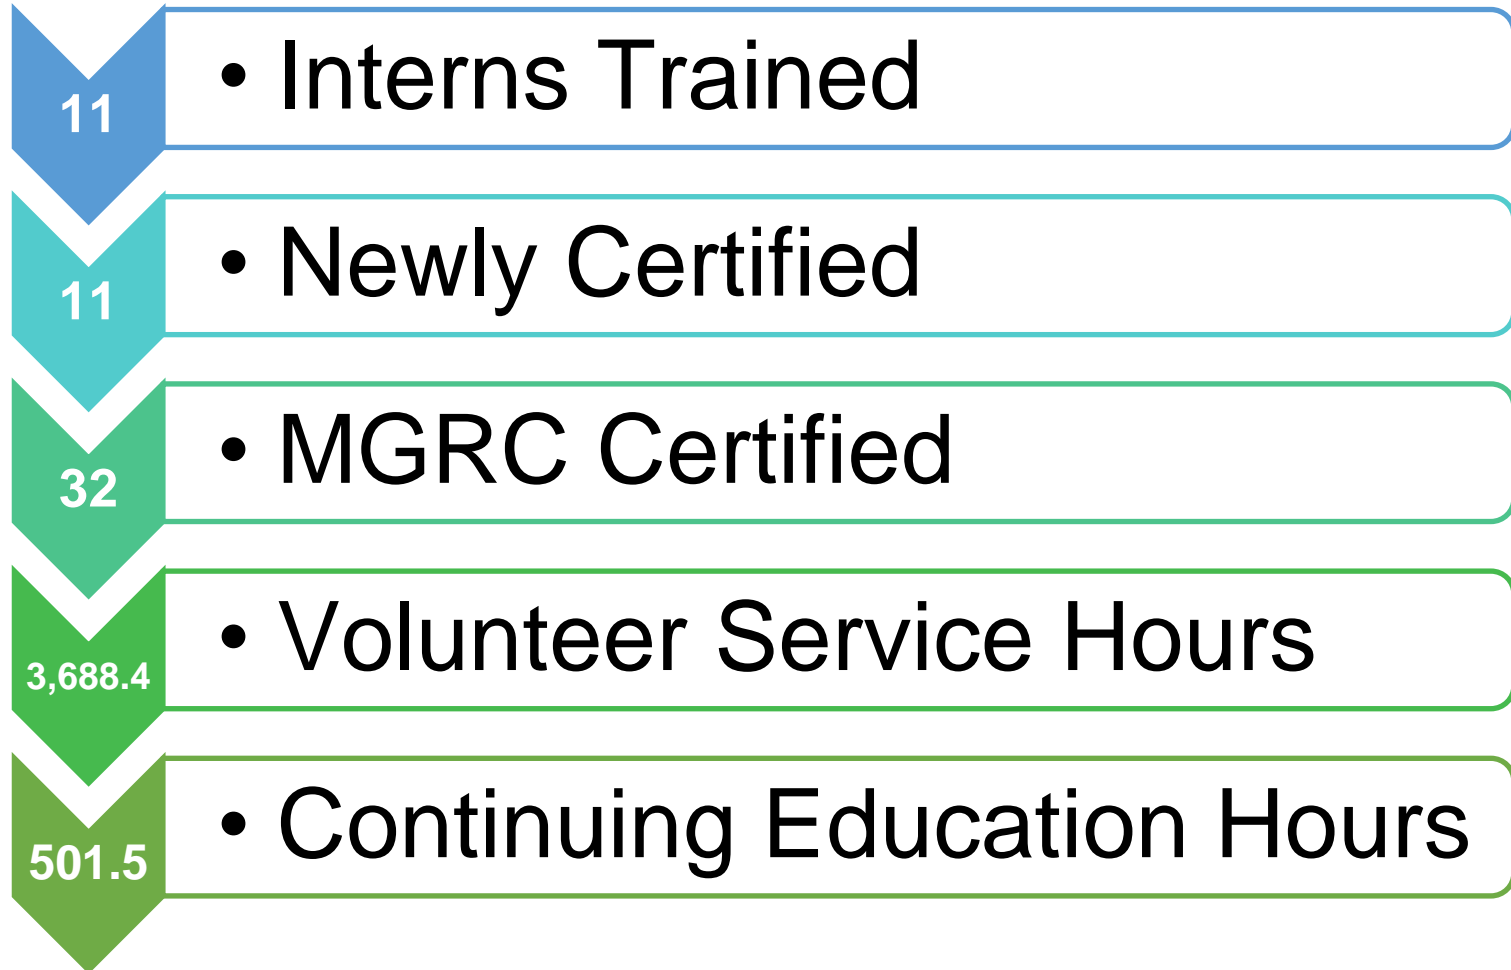 11
• Interns Trained
11
• Newly Certified
32
• MGRC Certified
3,688.4
• Volunteer Service Hours
501.5
• Continuing Education Hours